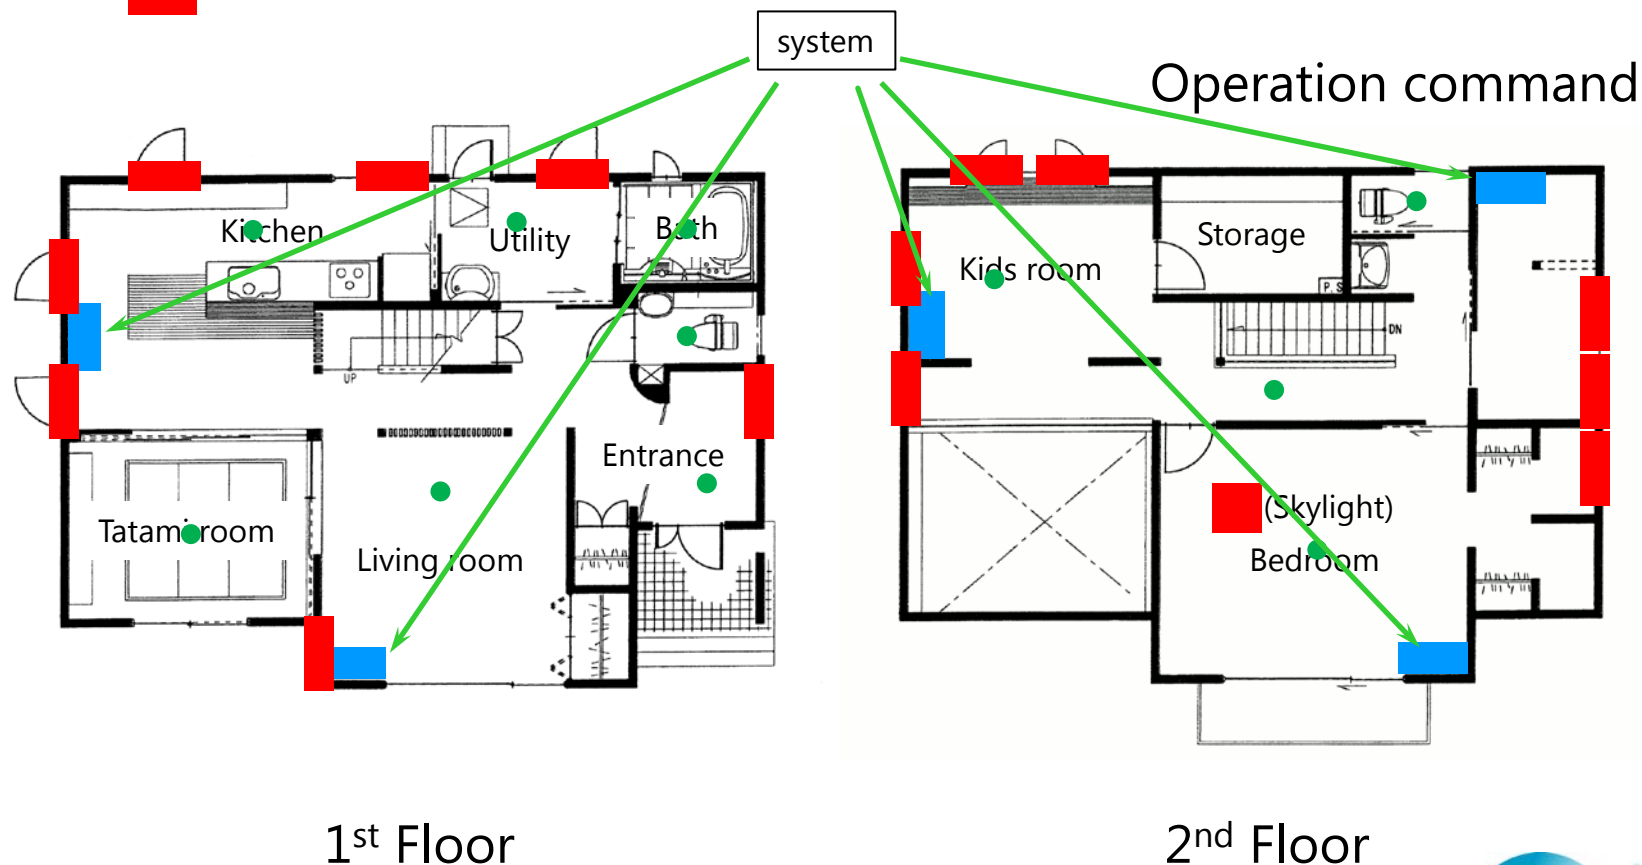 system
Operation command
Kitchen
Utility
Bath
UP
Entrance
Tatami room
Living room
Storage
Kids room
P.S
DN
(Skylight)
Bedroom
1st Floor
2nd Floor